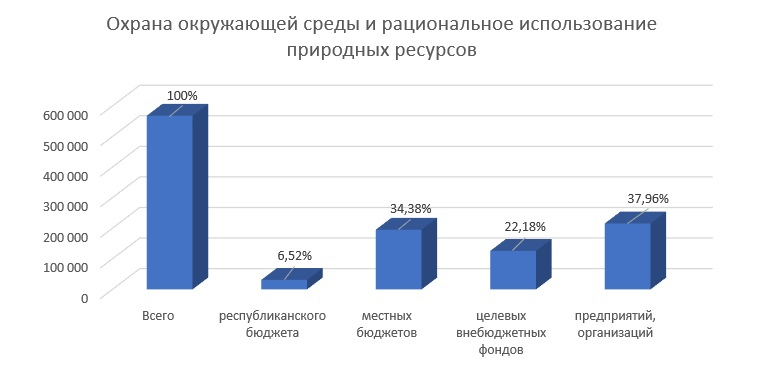 Охрана окружающей среды и рациональное использование
природных ресурсов
600 000
500 000
400 000
300 000
200 000
100 000
0
100%
6,52%
34,38%
22,18%
37,96%
Всего
республиканского
бюджета
местных
бюджетов
целевых
внебюджетных
фондов
предприятий,
организаций